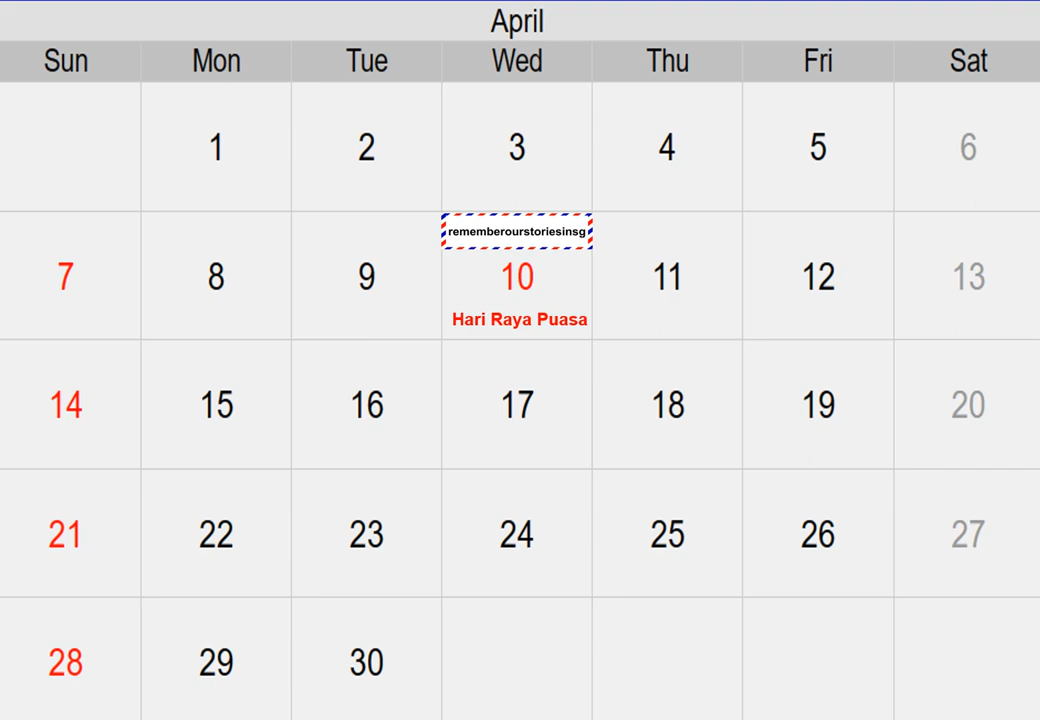 April
Sun Mon Tue Wed Thu Fri Sat
1 2 3 4 5 6
rememberourstoriesinsg
7 8 9 10 11 12 13
Hari Raya Puasa
14 15 16 17 18 19 20
21 22 23 24 25 26 27
28 29 30